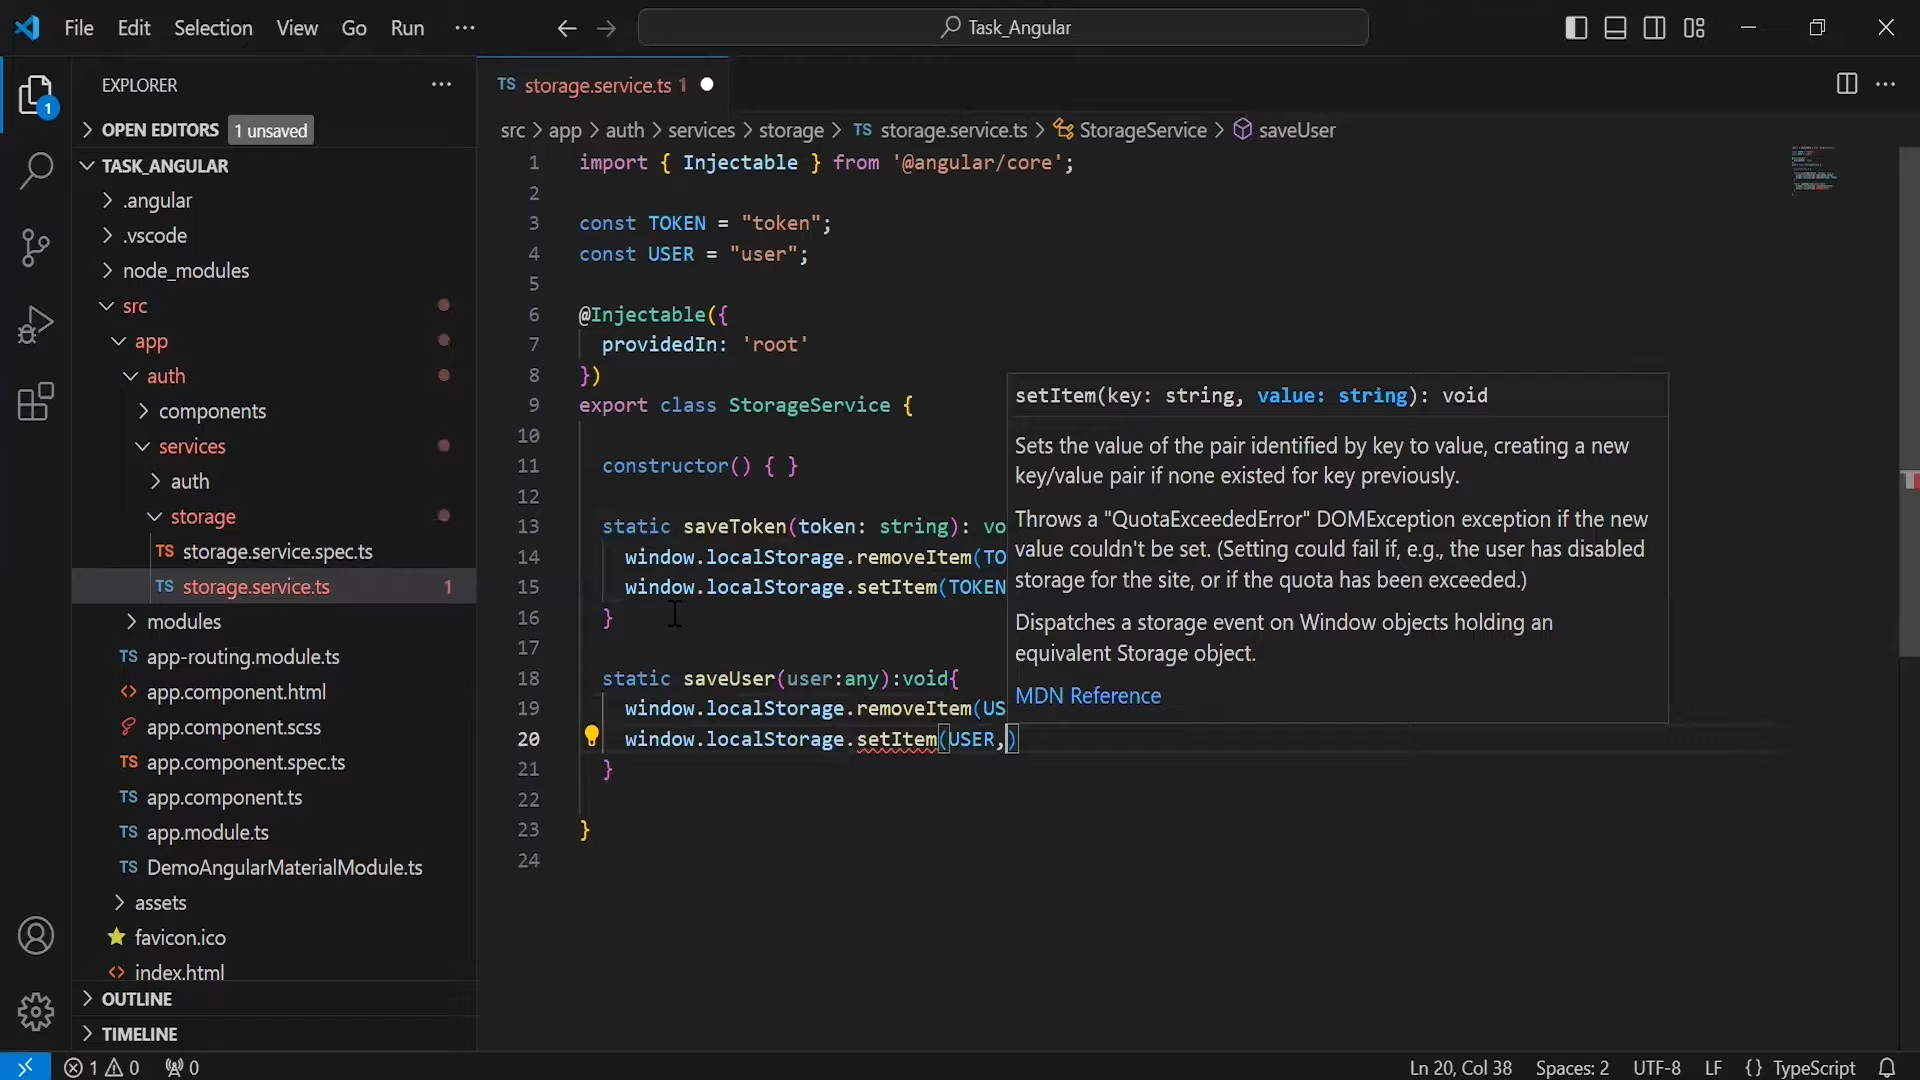 File Edit Selection View Go Run ··· Task_Angular
EXPLORER ···
OPEN EDITORS 1 unsaved
TASK_ANGULAR
.angular
.vscode
node_modules
src
app
auth
components
services
auth
storage
TS storage.service.spec.ts
TS storage.service.ts 1
modules
TS app-routing.module.ts
<> app.component.html
app.component.scss
TS app.component.spec.ts
TS app.component.ts
TS app.module.ts
TS DemoAngularMaterialModule.ts
assets
favicon.ico
<> index.html
OUTLINE
TIMELINE
1
TS storage.service.ts 1
src > app > auth > services > storage > TS storage.service.ts > StorageService > saveUser
1 import { Injectable } from '@angular/core';
2
3 const TOKEN = "token";
4 const USER = "user";
5
6 @Injectable({
7 providedIn: 'root'
8 })
9 export class StorageService {
10
11 constructor() { }
12
13 static saveToken(token: string): vo
14 window.localStorage.removeItem(TO
15 window.localStorage.setItem(TOKEN
16 }
17
18 static saveUser(user:any):void{
19 window.localStorage.removeItem(US
20 window.localStorage.setItem(USER,)
21 }
22
23 }
24
setItem(key: string, value: string): void
Sets the value of the pair identified by key to value, creating a new
key/value pair if none existed for key previously.
Throws a "QuotaExceededError" DOMException exception if the new
value couldn't be set. (Setting could fail if, e.g., the user has disabled
storage for the site, or if the quota has been exceeded.)
Dispatches a storage event on Window objects holding an
equivalent Storage object.
MDN Reference
1 0 0 Ln 20, Col 38 Spaces: 2 UTF-8 LF {} TypeScript